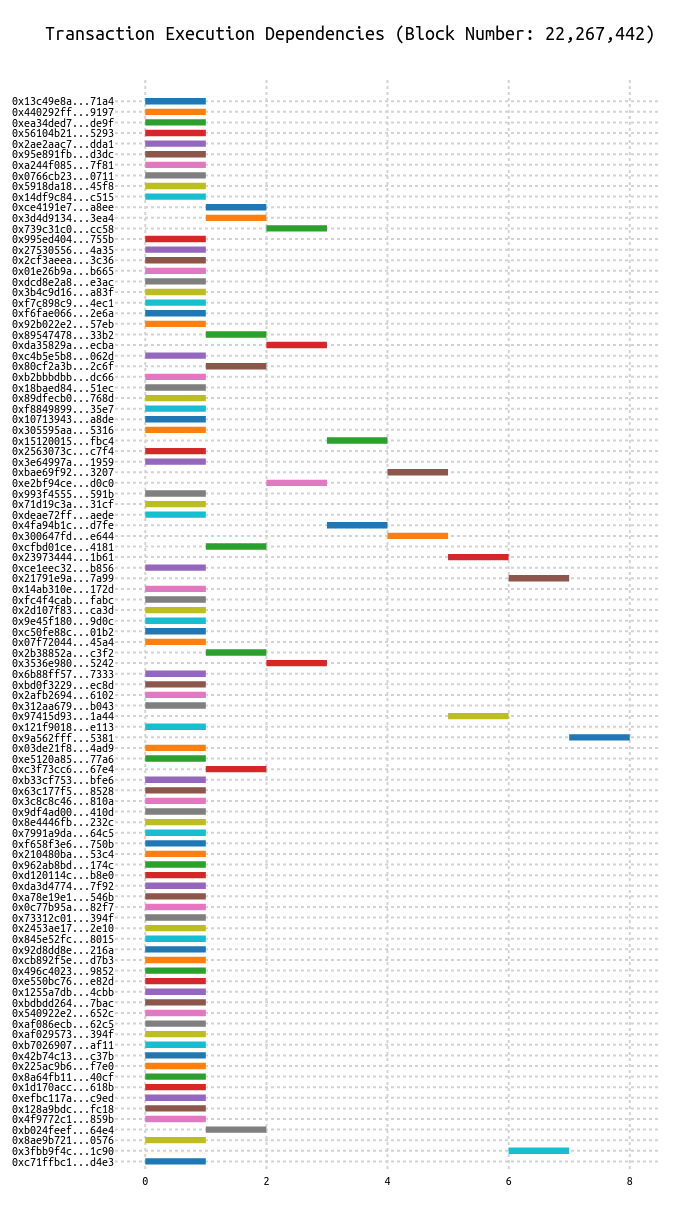 Transaction Execution Dependencies (Block Number: 22,267,442)
0x13c49e8a...71a4
0x440292ff...9197
0xea34ded7...de9f
0x56104b21...5293
0x2ae2aac7...dda1
0x95e891fb...d3dc
0xa244f085...7f81
0x0766cb23...0711
0x5918da18...45f8
0x14df9c84...c515
0xce4191e7...a8ee
0x3d4d9134...3ea4
0x739c31c0...cc58
0x995ed404...755b
0x27530556...4a35
0x2cf3aeea...3c36
0x01e26b9a...b665
0xdcd8e2a8...e3ac
0x3b4c9d16...a83f
0xf7c898c9...4ec1
0xf6fae066...2e6a
0x92b022e2...57eb
0x89547478...33b2
0xda35829a...ecba
0xc4b5e5b8...062d
0x80cf2a3b...2c6f
0xb2bbbdbb...dc66
0x18baed84...51ec
0x89dfecb0...768d
0xf8849899...35e7
0x10713943...a8de
0x305595aa...5316
0x15120015...fbc4
0x2563073c...c7f4
0x3e64997a...1959
0xbae69f92...3207
0xe2bf94ce...d0c0
0x993f4555...591b
0x71d19c3a...31cf
0xdeae72ff...aede
0x4fa94b1c...d7fe
0x300647fd...e644
0xcfbd01ce...4181
0x23973444...1b61
0xce1eec32...b856
0x21791e9a...7a99
0x14ab310e...172d
0xfc4f4cab...fabc
0x2d107f83...ca3d
0x9e45f180...9d0c
0xc50fe88c...01b2
0x07f72044...45a4
0x2b38852a...c3f2
0x3536e980...5242
0x6b88ff57...7333
0xbd0f3229...ec8d
0x2afb2694...6102
0x312aa679...b043
0x97415d93...1a44
0x121f9018...e113
0x9a562fff...5381
0x03de21f8...4ad9
0xe5120a85...77a6
0xc3f73cc6...67e4
0xb33cf753...bfe6
0x63c177f5...8528
0x3c8c8c46...810a
0x9df4ad00...410d
0x8e4446fb...232c
0x7991a9da...64c5
0xf658f3e6...750b
0x210480ba...53c4
0x962ab8bd...174c
0xd120114c...b8e0
0xda3d4774...7f92
0xa78e19e1...546b
0x0c77b95a...82f7
0x73312c01...394f
0x2453ae17...2e10
0x845e52fc...8015
0x92d8dd8e...216a
0xcb892f5e...d7b3
0x496c4023...9852
0xe550bc76...e82d
0x1255a7db...4cbb
0xbdbdd264...7bac
0x540922e2...652c
0xaf086ecb...62c5
0xaf029573...394f
0xb7026907...af11
0x42b74c13...c37b
0x225ac9b6...f7e0
0x8a64fb11...40cf
0x1d170acc...618b
0xefbc117a...c9ed
0x128a9bdc...fc18
0x4f9772c1...859b
0xb024feef...64e4
0x8ae9b721...0576
0x3fbb9f4c...1c90
0xc71ffbc1...d4e3
0 2 4 6 8